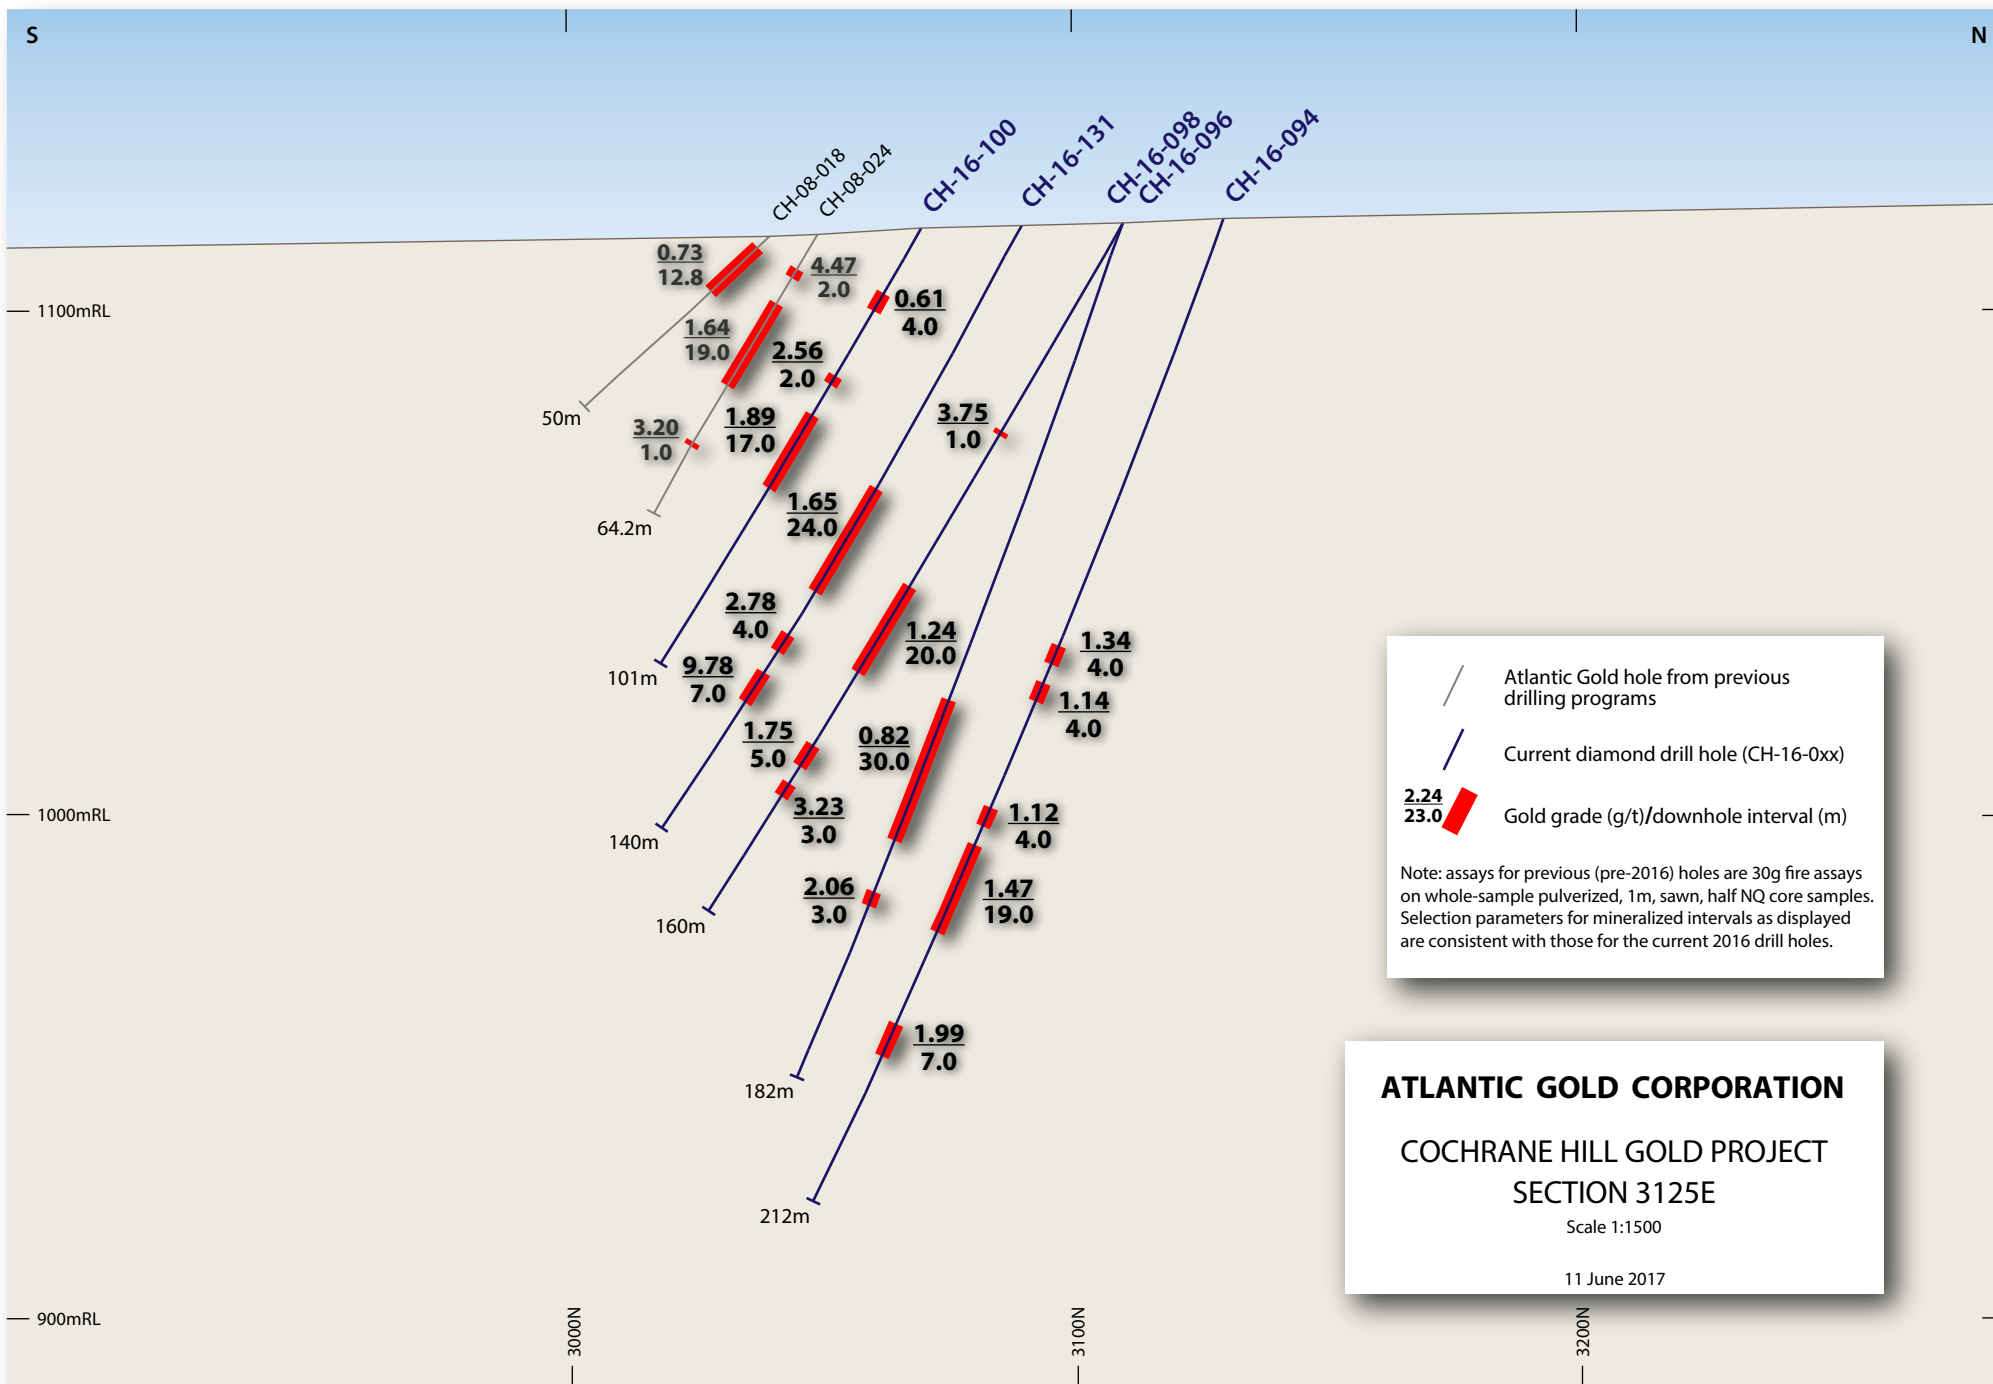 S
N
CH-08-018
CH-08-024
CH-16-100
CH-16-131
CH-16-098
CH-16-096
CH-16-094
0.73
12.8
4.47
2.0
0.61
4.0
1100mRL
1.64
19.0
2.56
2.0
50m
1.89
17.0
3.75
1.0
3.20
1.0
1.65
24.0
64.2m
2.78
4.0
1.24
20.0
1.34
4.0
101m
9.78
7.0
1.14
4.0
1.75
5.0
0.82
30.0
3.23
3.0
1.12
4.0
1000mRL
140m
2.06
3.0
1.47
19.0
160m
1.99
7.0
182m
212m
Atlantic Gold hole from previous
drilling programs
Current diamond drill hole (CH-16-0xx)
2.24
23.0
Gold grade (g/t)/downhole interval (m)
Note: assays for previous (pre-2016) holes are 30g fire assays
on whole-sample pulverized, 1m, sawn, half NQ core samples.
Selection parameters for mineralized intervals as displayed
are consistent with those for the current 2016 drill holes.
ATLANTIC GOLD CORPORATION
COCHRANE HILL GOLD PROJECT
SECTION 3125E
Scale 1:1500
11 June 2017
900mRL
3000N
3100N
3200N